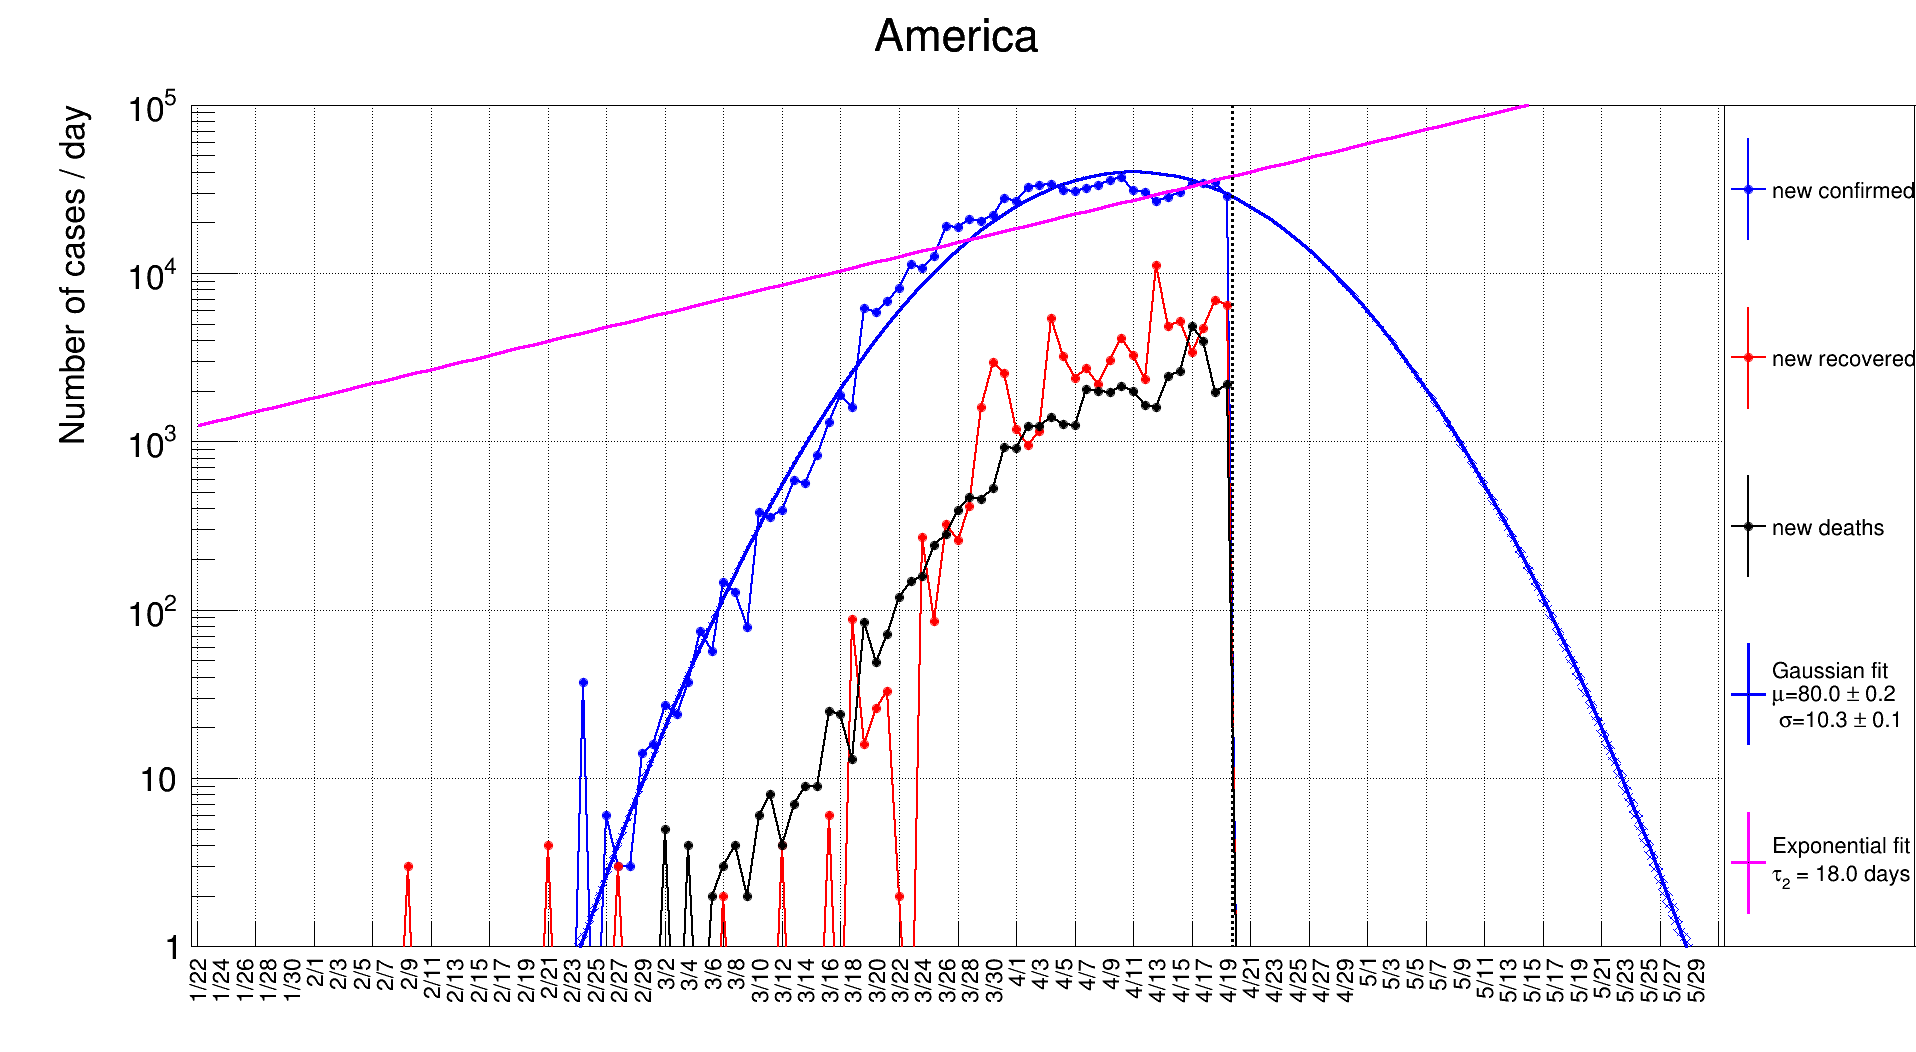 America
Number of cases / day
10^5
10^4
10^3
10^2
10
1
1/22 1/24 1/26 1/28 1/30 2/1 2/3 2/5 2/7 2/9 2/11 2/13 2/15 2/17 2/19 2/21 2/23 2/25 2/27 2/29 3/2 3/4 3/6 3/8 3/10 3/12 3/14 3/16 3/18 3/20 3/22 3/24 3/26 3/28 3/30 4/1 4/3 4/5 4/7 4/9 4/11 4/13 4/15 4/17 4/19 4/21 4/23 4/25 4/27 4/29 5/1 5/3 5/5 5/7 5/9 5/11 5/13 5/15 5/17 5/19 5/21 5/23 5/25 5/27 5/29
new confirmed
new recovered
new deaths
Gaussian fit
μ=80.0 ± 0.2
σ=10.3 ± 0.1
Exponential fit
τ₂ = 18.0 days